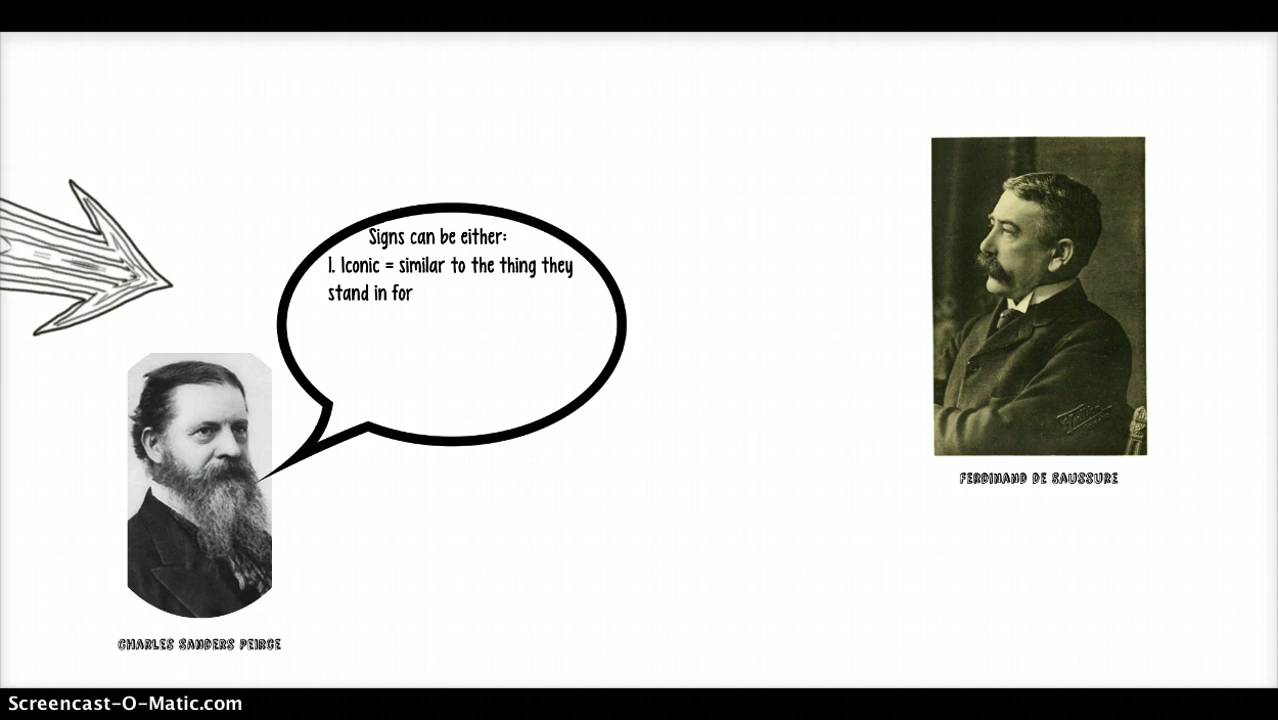 Signs can be either:
1. Iconic = similar to the thing they
stand in for
FERDINAND DE SAUSSURE
CHARLES SANDERS PEIRCE
Screencast-O-Matic.com